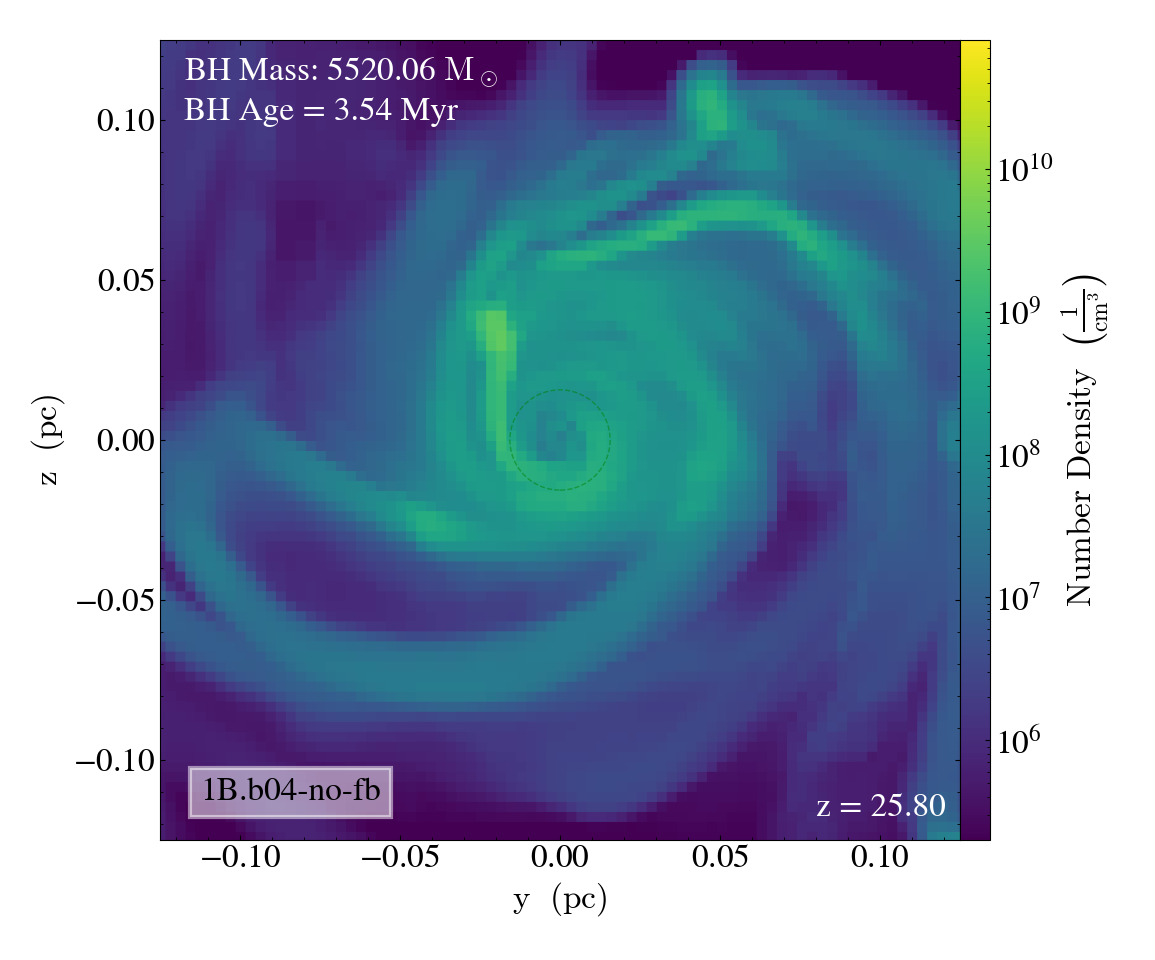 BH Mass: 5520.06 M☉
BH Age = 3.54 Myr
0.10
0.05
0.00
−0.05
−0.10
z (pc)
1B.b04-no-fb
z = 25.80
−0.10 −0.05 0.00 0.05 0.10
y (pc)
10¹⁰
10⁹
10⁸
10⁷
10⁶
Number Density (1/cm³)